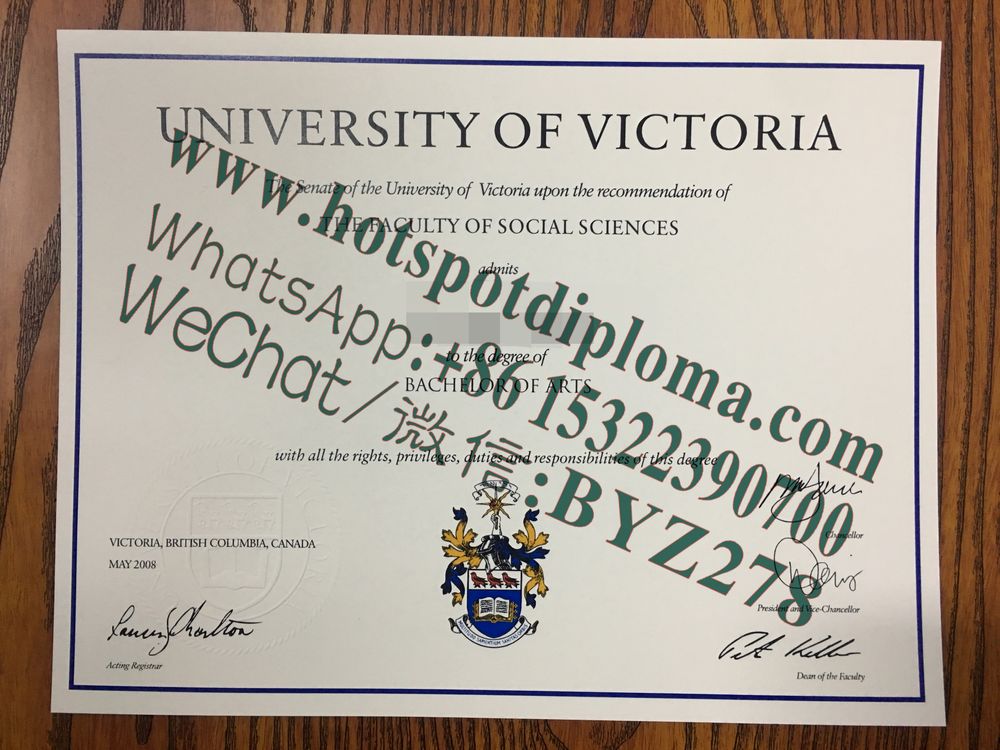 UNIVERSITY OF VICTORIA
The Senate of the University of Victoria upon the recommendation of
THE FACULTY OF SOCIAL SCIENCES
admits
to the degree of
BACHELOR OF ARTS
with all the rights, privileges, duties and responsibilities of this degree
www.hotspotdiploma.com
WhatsApp:+86 15322390700
WeChat/微信:BYZ278
VICTORIA, BRITISH COLUMBIA, CANADA
MAY 2008
Acting Registrar
Chancellor
President and Vice-Chancellor
Dean of the Faculty